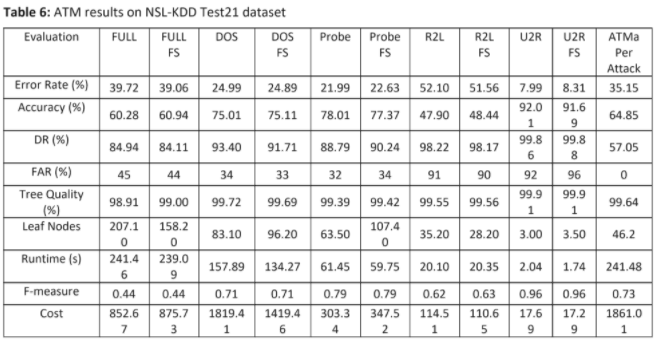 Table 6: ATM results on NSL-KDD Test21 dataset
Evaluation FULL FULL FS DOS DOS FS Probe Probe FS R2L R2L FS U2R U2R FS ATMa Per Attack
Error Rate (%) 39.72 39.06 24.99 24.89 21.99 22.63 52.10 51.56 7.99 8.31 35.15
Accuracy (%) 60.28 60.94 75.01 75.11 78.01 77.37 47.90 48.44 92.01 91.69 64.85
DR (%) 84.94 84.11 93.40 91.71 88.79 90.24 98.22 98.17 99.86 99.88 57.05
FAR (%) 45 44 34 33 32 34 91 90 92 96 0
Tree Quality (%) 98.91 99.00 99.72 99.69 99.39 99.42 99.55 99.56 99.91 99.91 99.64
Leaf Nodes 207.10 158.20 83.10 96.20 63.50 107.40 35.20 28.20 3.00 3.50 46.2
Runtime (s) 241.46 239.09 157.89 134.27 61.45 59.75 20.10 20.35 2.04 1.74 241.48
F-measure 0.44 0.44 0.71 0.71 0.79 0.79 0.62 0.63 0.96 0.96 0.73
Cost 852.67 875.73 1819.41 1419.46 303.34 347.52 114.51 110.65 17.69 17.29 1861.01